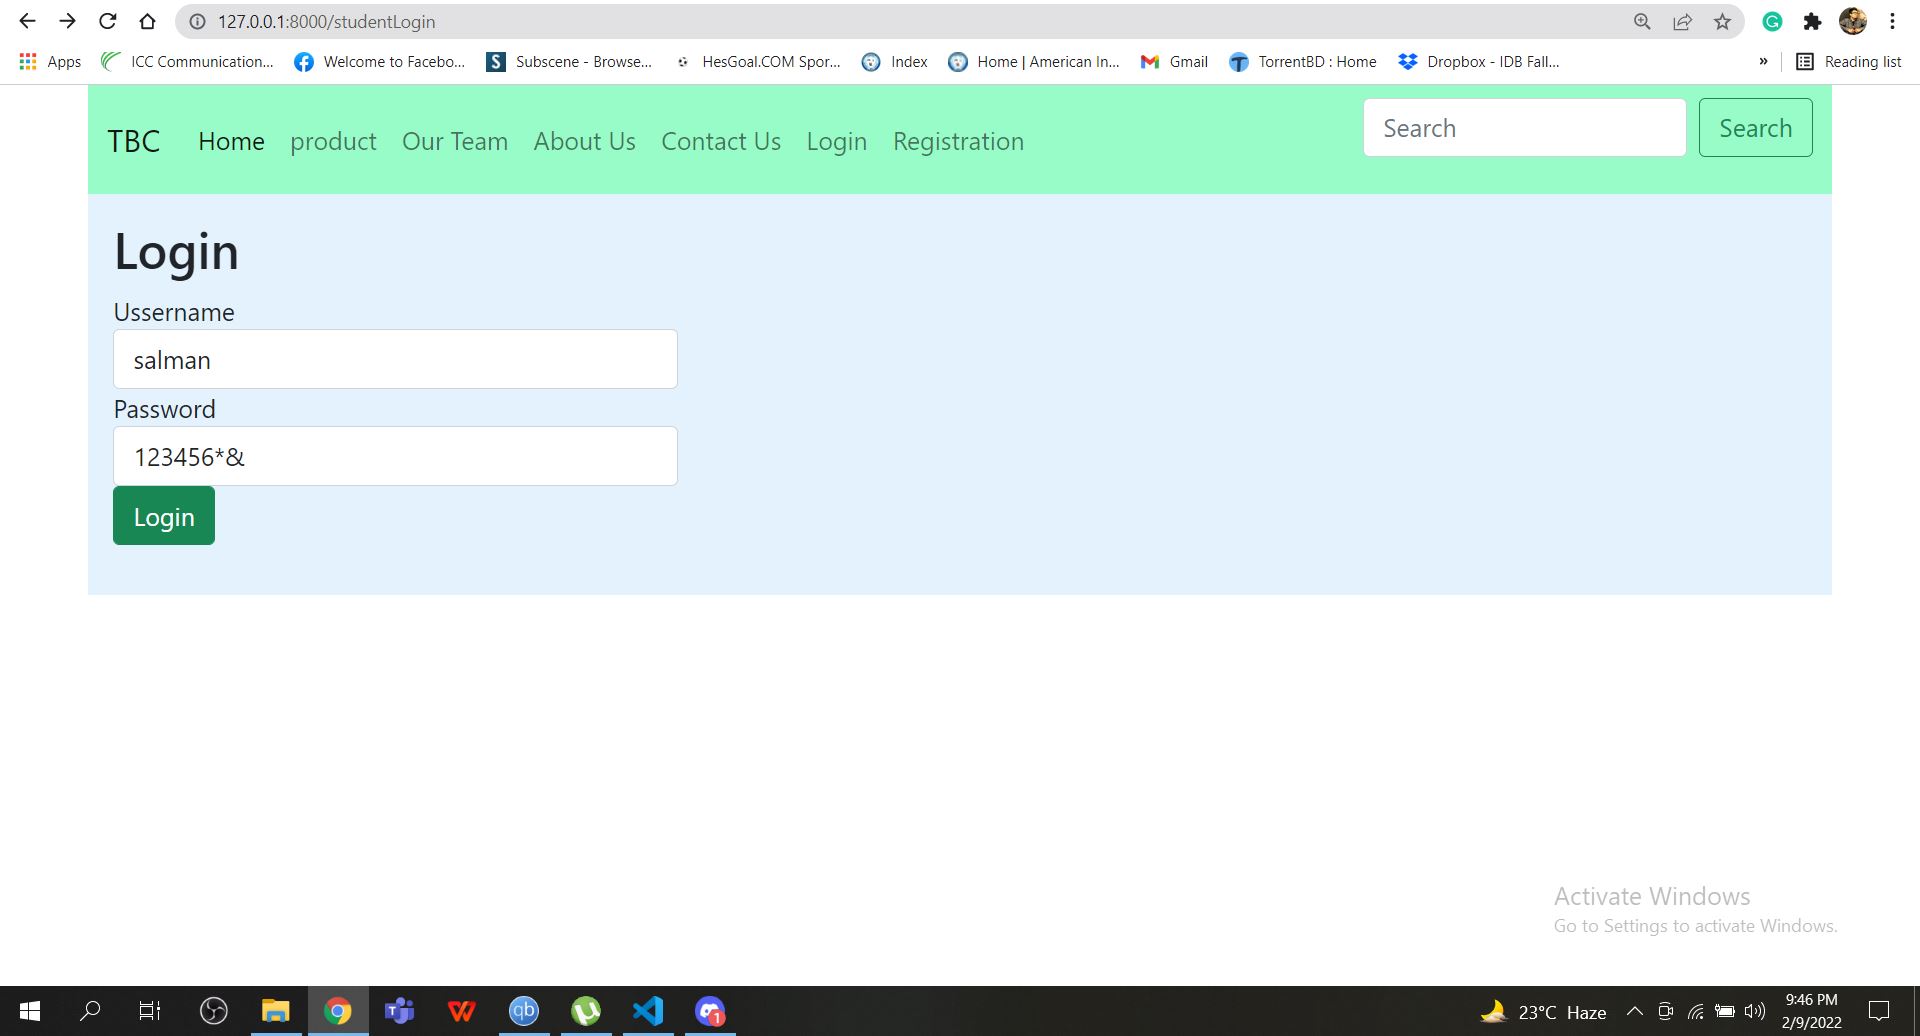 127.0.0.1:8000/studentLogin
Apps ICC Communication... Welcome to Facebo... Subscene - Browse... HesGoal.COM Spor... Index Home | American In... Gmail TorrentBD : Home Dropbox - IDB Fall... » Reading list
TBC Home product Our Team About Us Contact Us Login Registration Search Search
Login
Ussername
salman
Password
123456*&
Login
Activate Windows
Go to Settings to activate Windows.
23°C Haze 9:46 PM
2/9/2022